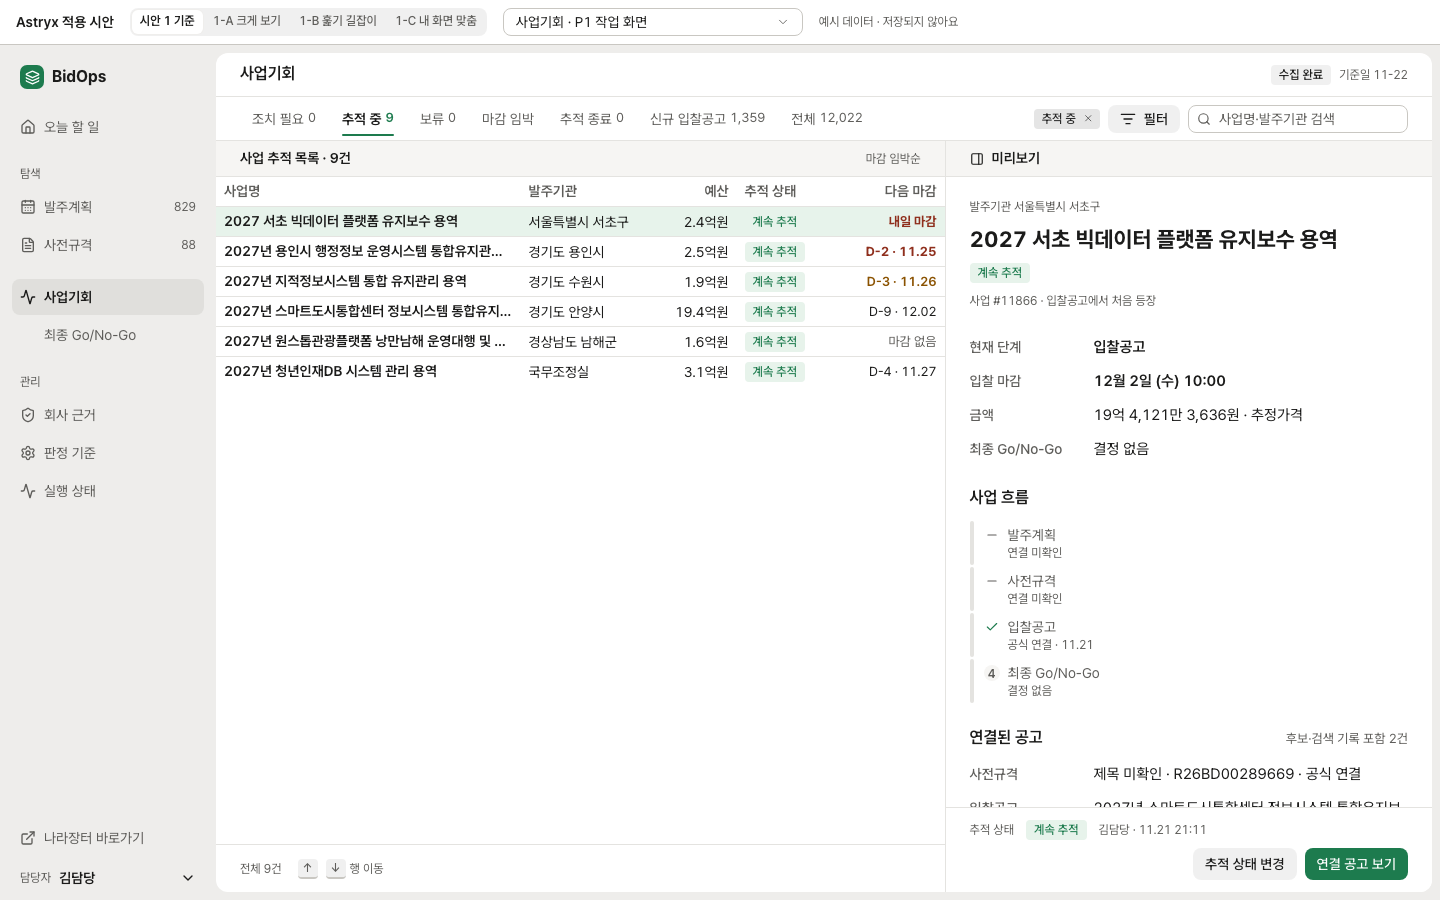 Astryx 적용 시안 시안 1 기준 1-A 크게 보기 1-B 훑기 길잡이 1-C 내 화면 맞춤 사업기회 · P1 작업 화면 예시 데이터 · 저장되지 않아요
BidOps
오늘 할 일
탐색
발주계획 829
사전규격 88
사업기회
최종 Go/No-Go
관리
회사 근거
판정 기준
실행 상태
나라장터 바로가기
담당자 김담당
사업기회 수집 완료 기준일 11-22
조치 필요 0 추적 중 9 보류 0 마감 임박 추적 종료 0 신규 입찰공고 1,359 전체 12,022 추적 중 × 필터 사업명·발주기관 검색
사업 추적 목록 · 9건 마감 임박순
사업명 발주기관 예산 추적 상태 다음 마감
2027 서초 빅데이터 플랫폼 유지보수 용역 서울특별시 서초구 2.4억원 계속 추적 내일 마감
2027년 용인시 행정정보 운영시스템 통합유지관... 경기도 용인시 2.5억원 계속 추적 D-2 · 11.25
2027년 지적정보시스템 통합 유지관리 용역 경기도 수원시 1.9억원 계속 추적 D-3 · 11.26
2027년 스마트도시통합센터 정보시스템 통합유지... 경기도 안양시 19.4억원 계속 추적 D-9 · 12.02
2027년 원스톱관광플랫폼 낭만남해 운영대행 및 ... 경상남도 남해군 1.6억원 계속 추적 마감 없음
2027년 청년인재DB 시스템 관리 용역 국무조정실 3.1억원 계속 추적 D-4 · 11.27
전체 9건 ↑ ↓ 행 이동
미리보기
발주기관 서울특별시 서초구
2027 서초 빅데이터 플랫폼 유지보수 용역
계속 추적
사업 #11866 · 입찰공고에서 처음 등장
현재 단계 입찰공고
입찰 마감 12월 2일 (수) 10:00
금액 19억 4,121만 3,636원 · 추정가격
최종 Go/No-Go 결정 없음
사업 흐름
발주계획
연결 미확인
사전규격
연결 미확인
입찰공고
공식 연결 · 11.21
4 최종 Go/No-Go
결정 없음
연결된 공고 후보·검색 기록 포함 2건
사전규격 제목 미확인 · R26BD00289669 · 공식 연결
입찰공고 2027년 스마트도시통합센터 정보시스템 통합유지보
추적 상태 계속 추적 김담당 · 11.21 21:11
추적 상태 변경 연결 공고 보기